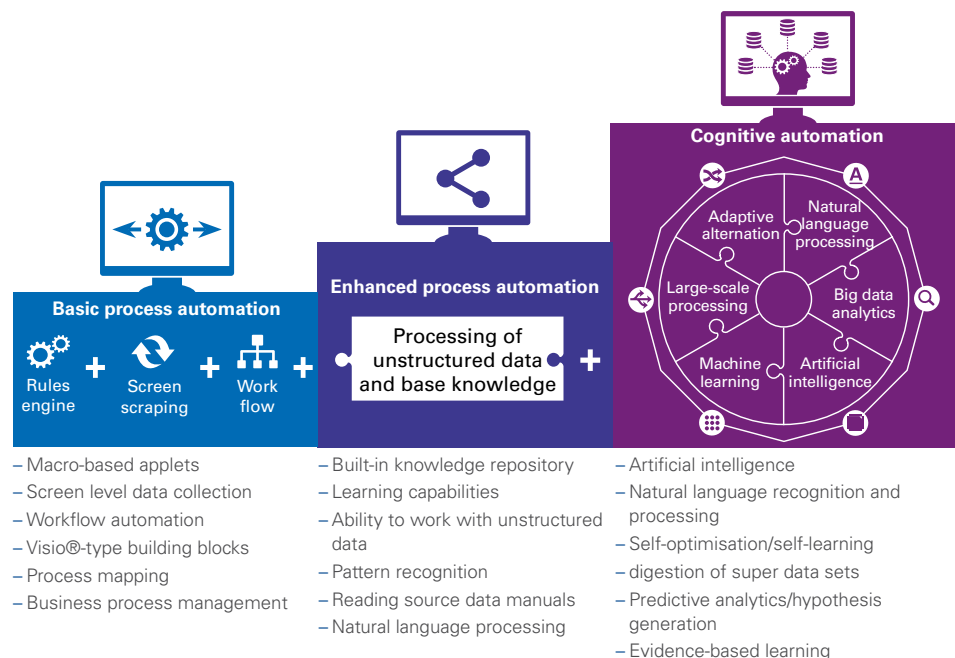 Basic process automation
Rules
engine
+
Screen
scraping
+
Work
flow
+
Enhanced process automation
Processing of
unstructured data
and base knowledge
+
Cognitive automation
A
Adaptive
alternation
Natural
language
processing
Large-scale
processing
Big data
analytics
Machine
learning
Artificial
intelligence
– Macro-based applets
– Screen level data collection
– Workflow automation
– Visio®-type building blocks
– Process mapping
– Business process management
– Built-in knowledge repository
– Learning capabilities
– Ability to work with unstructured
data
– Pattern recognition
– Reading source data manuals
– Natural language processing
– Artificial intelligence
– Natural language recognition and
processing
– Self-optimisation/self-learning
– digestion of super data sets
– Predictive analytics/hypothesis
generation
– Evidence-based learning